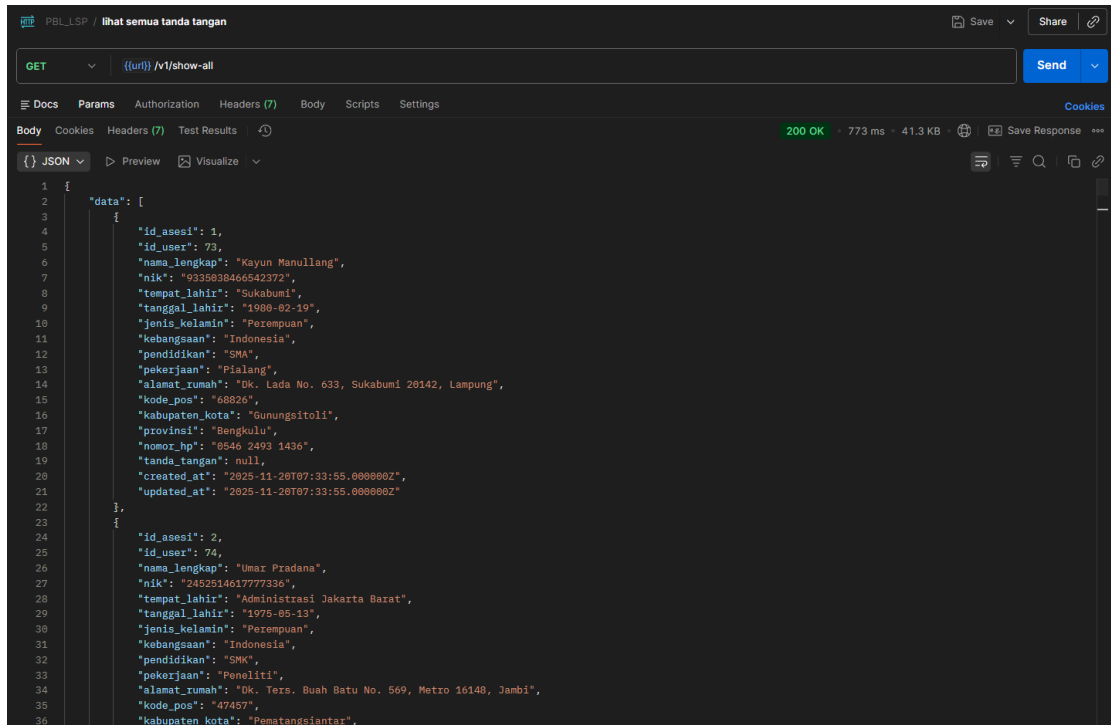 HTTP PBL_LSP / lihat semua tanda tangan Save Share
GET {{url}} /v1/show-all Send
Docs Params Authorization Headers (7) Body Scripts Settings Cookies
Body Cookies Headers (7) Test Results 200 OK 773 ms 41.3 KB e.g. Save Response
{} JSON Preview Visualize
1 {
2 "data": [
3 {
4 "id_asesi": 1,
5 "id_user": 73,
6 "nama_lengkap": "Kayun Manullang",
7 "nik": "9335038466542372",
8 "tempat_lahir": "Sukabumi",
9 "tanggal_lahir": "1980-02-19",
10 "jenis_kelamin": "Perempuan",
11 "kebangsaan": "Indonesia",
12 "pendidikan": "SMA",
13 "pekerjaan": "Pialang",
14 "alamat_rumah": "Dk. Lada No. 633, Sukabumi 20142, Lampung",
15 "kode_pos": "68826",
16 "kabupaten_kota": "Gunungsitoli",
17 "provinsi": "Bengkulu",
18 "nomor_hp": "0546 2493 1436",
19 "tanda_tangan": null,
20 "created_at": "2025-11-20T07:33:55.000000Z",
21 "updated_at": "2025-11-20T07:33:55.000000Z"
22 },
23 {
24 "id_asesi": 2,
25 "id_user": 74,
26 "nama_lengkap": "Umar Pradana",
27 "nik": "2452514617777336",
28 "tempat_lahir": "Administrasi Jakarta Barat",
29 "tanggal_lahir": "1975-05-13",
30 "jenis_kelamin": "Perempuan",
31 "kebangsaan": "Indonesia",
32 "pendidikan": "SMK",
33 "pekerjaan": "Peneliti",
34 "alamat_rumah": "Dk. Ters. Buah Batu No. 569, Metro 16148, Jambi",
35 "kode_pos": "47457",
36 "kabupaten_kota": "Pematangsiantar",